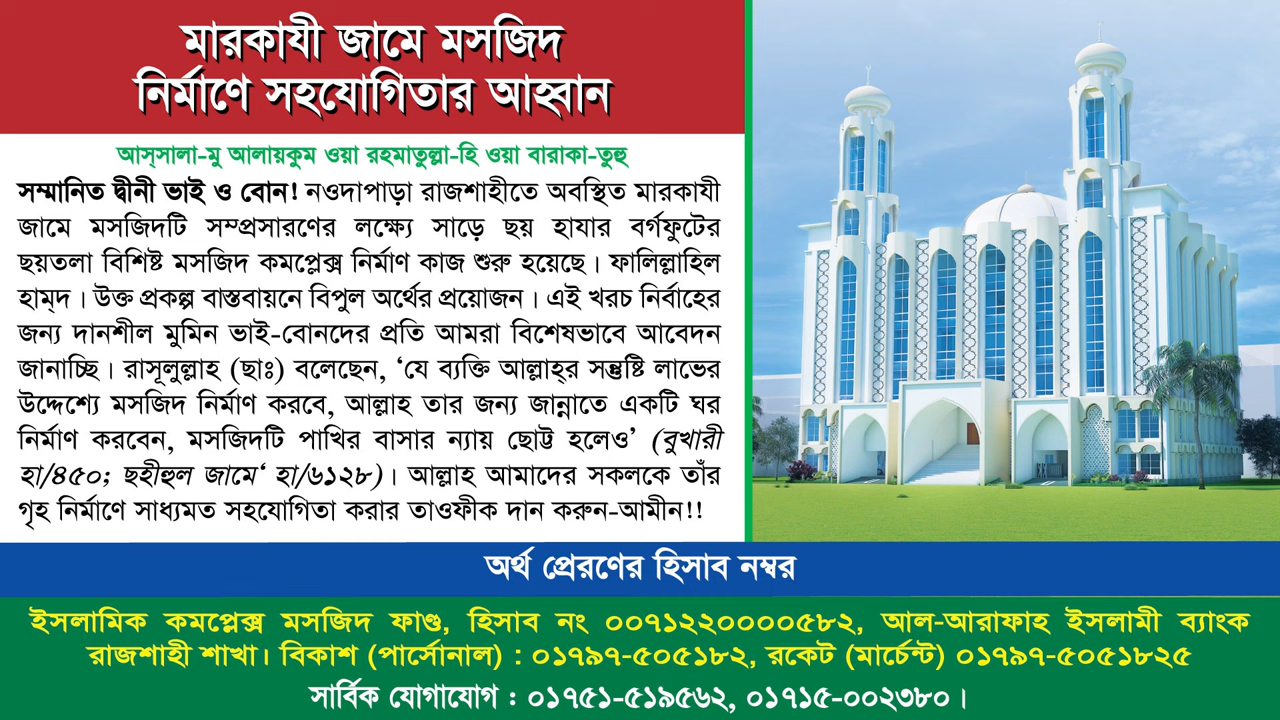 মারকাযী জামে মসজিদ
নির্মাণে সহযোগিতার আহ্বান
আস্সালা-মু আলায়কুম ওয়া রহমাতুল্লা-হি ওয়া বারাকা-তুহু
সম্মানিত দ্বীনী ভাই ও বোন! নওদাপাড়া রাজশাহীতে অবস্থিত মারকাযী
জামে মসজিদটি সম্প্রসারণের লক্ষ্যে সাড়ে ছয় হাযার বর্গফুটের
ছয়তলা বিশিষ্ট মসজিদ কমপ্লেক্স নির্মাণ কাজ শুরু হয়েছে। ফালিল্লাহিল
হাম্দ। উক্ত প্রকল্প বাস্তবায়নে বিপুল অর্থের প্রয়োজন। এই খরচ নির্বাহের
জন্য দানশীল মুমিন ভাই-বোনদের প্রতি আমরা বিশেষভাবে আবেদন
জানাচ্ছি। রাসূলুল্লাহ (ছাঃ) বলেছেন, ‘যে ব্যক্তি আল্লাহ্র সন্তুষ্টি লাভের
উদ্দেশ্যে মসজিদ নির্মাণ করবে, আল্লাহ তার জন্য জান্নাতে একটি ঘর
নির্মাণ করবেন, মসজিদটি পাখির বাসার ন্যায় ছোট্ট হলেও’ (বুখারী
হা/৪৫০; ছহীহুল জামে‘ হা/৬১২৮)। আল্লাহ আমাদের সকলকে তাঁর
গৃহ নির্মাণে সাধ্যমত সহযোগিতা করার তাওফীক দান করুন-আমীন!!
অর্থ প্রেরণের হিসাব নম্বর
ইসলামিক কমপ্লেক্স মসজিদ ফাণ্ড, হিসাব নং ০০৭১২২০০০০৫৮২, আল-আরাফাহ ইসলামী ব্যাংক
রাজশাহী শাখা। বিকাশ (পার্সোনাল) : ০১৭৯৭-৫০৫১৮২, রকেট (মার্চেন্ট) ০১৭৯৭-৫০৫১৮২৫
সার্বিক যোগাযোগ : ০১৭৫১-৫১৯৫৬২, ০১৭১৫-০০২৩৮০।